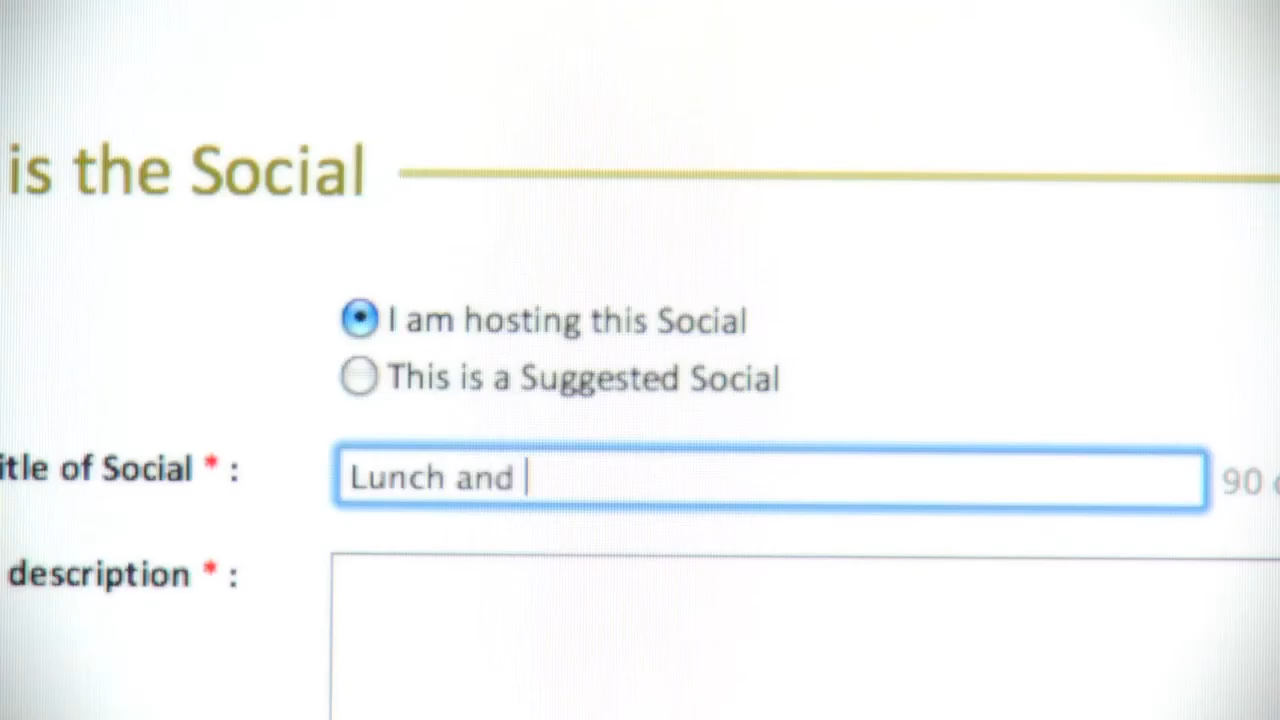 is the Social
I am hosting this Social
This is a Suggested Social
itle of Social * :
Lunch and
90
description * :